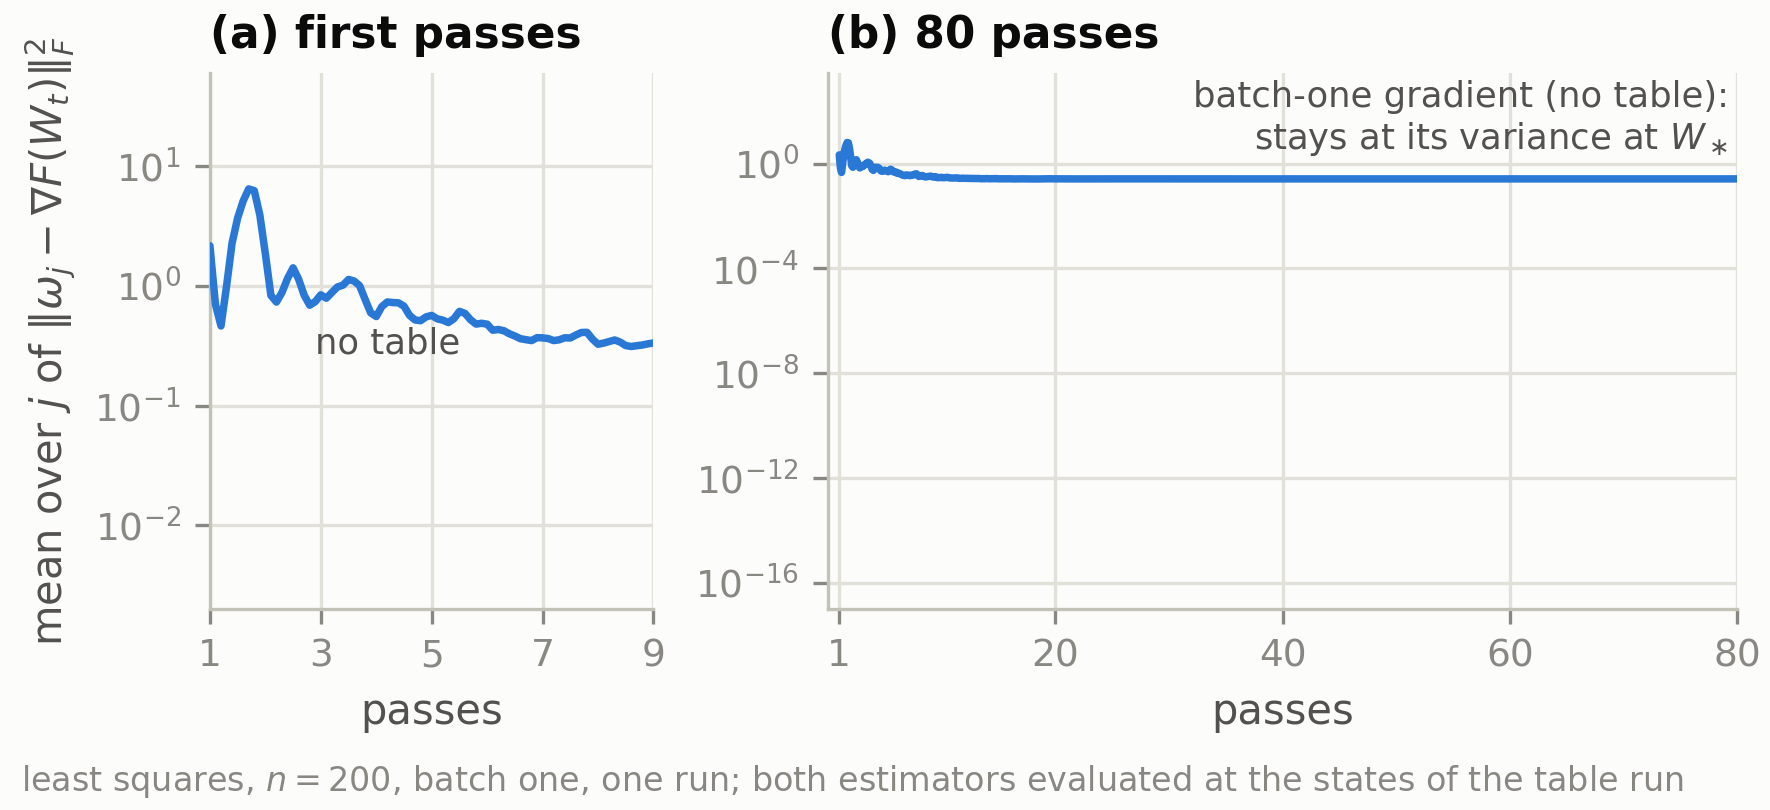 (a) first passes
(b) 80 passes
mean over j of ‖ω_j − ∇F(W_t)‖_F^2
10^1
10^0
10^−1
10^−2
1 3 5 7 9
passes
no table
batch-one gradient (no table):
stays at its variance at W_∗
10^0
10^−4
10^−8
10^−12
10^−16
1 20 40 60 80
passes
least squares, n = 200, batch one, one run; both estimators evaluated at the states of the table run